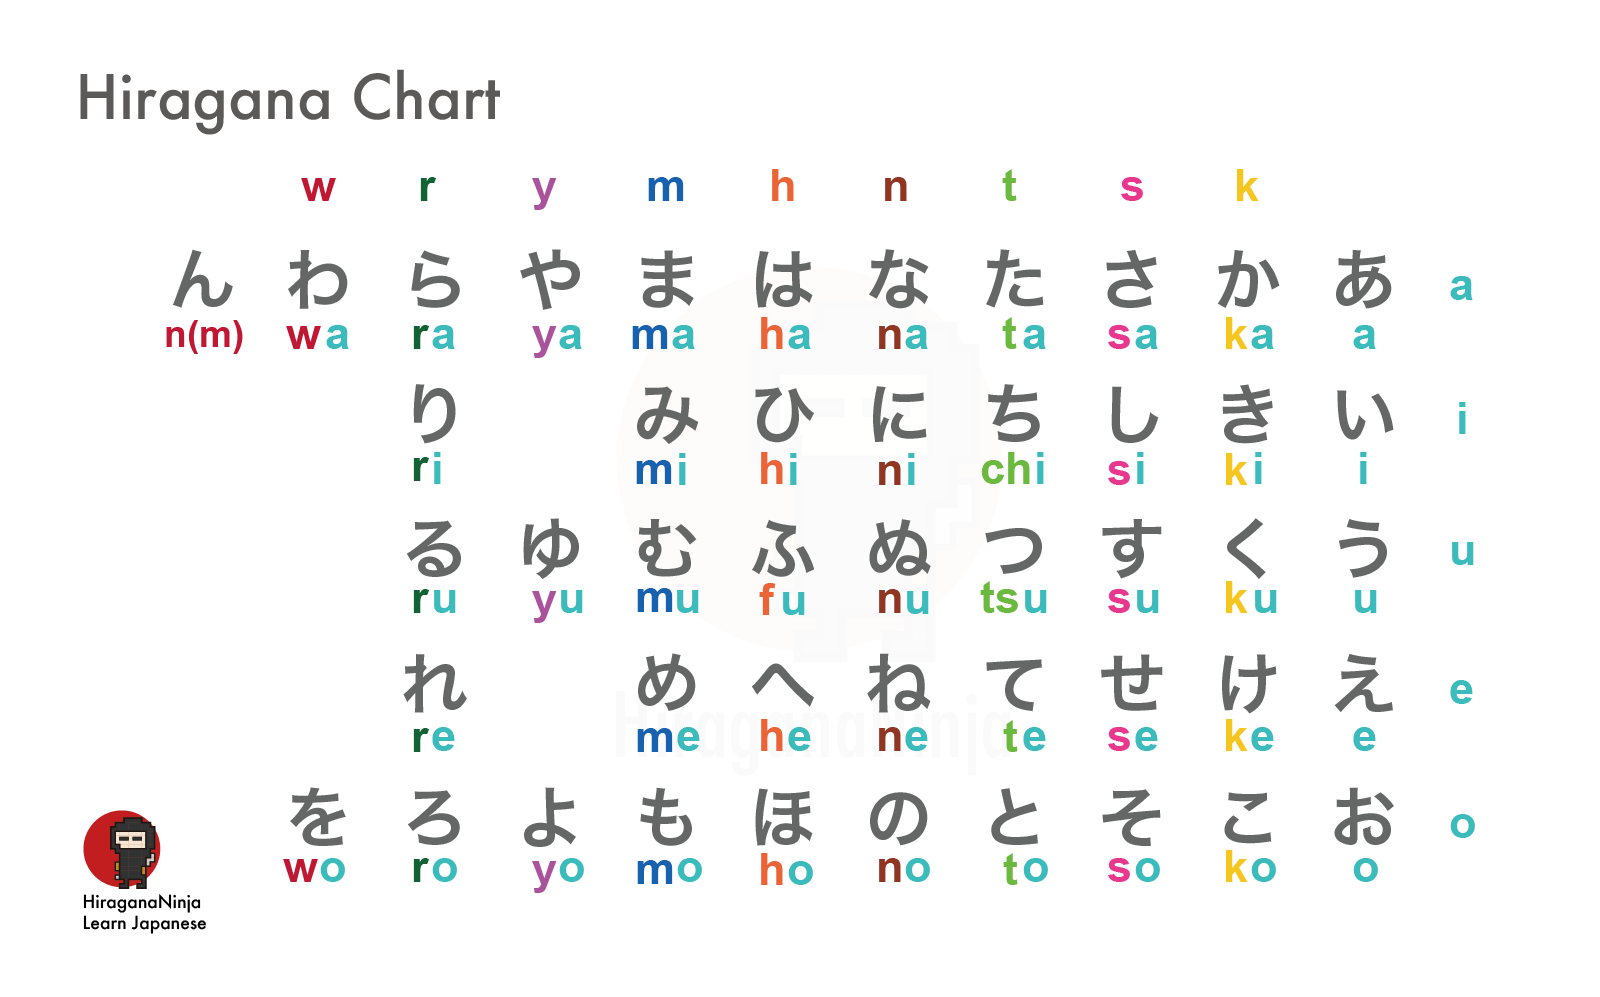 Hiragana Chart
w r y m h n t s k
ん わ ら や ま は な た さ か あ a
n(m) wa ra ya ma ha na ta sa ka a
り み ひ に ち し き い i
ri mi hi ni chi si ki i
る ゆ む ふ ぬ つ す く う u
ru yu mu fu nu tsu su ku u
れ め へ ね て せ け え e
re me he ne te se ke e
を ろ よ も ほ の と そ こ お o
wo ro yo mo ho no to so ko o
HiraganaNinja
HiraganaNinja
Learn Japanese